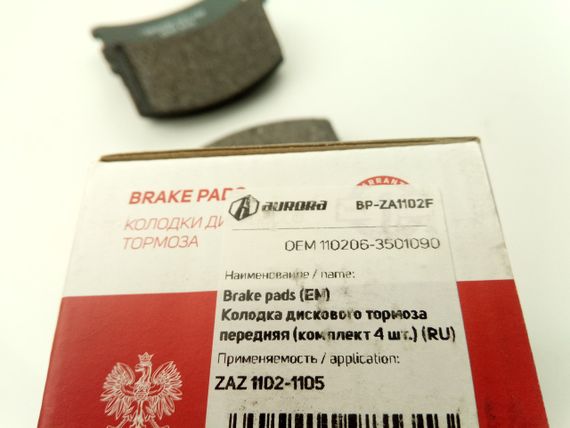 BRAKE PADS
КОЛОДКИ ДИ
ТОРМОЗА
AURORA BP-ZA1102F
OEM 110206-3501090
Наименование / name:
Brake pads (EN)
Колодка дискового тормоза
передняя (комплект 4 шт.) (RU)
Применяемость / application:
ZAZ 1102-1105